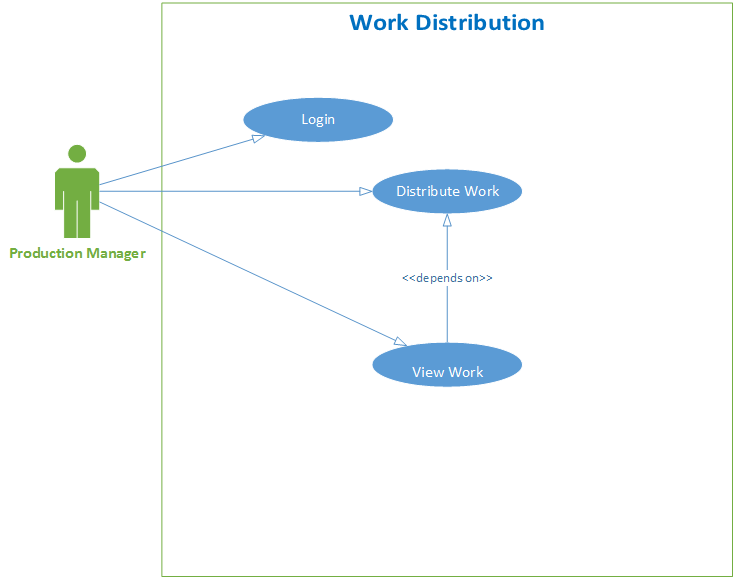 Work Distribution
Login
Distribute Work
Production Manager
<<depends on>>
View Work